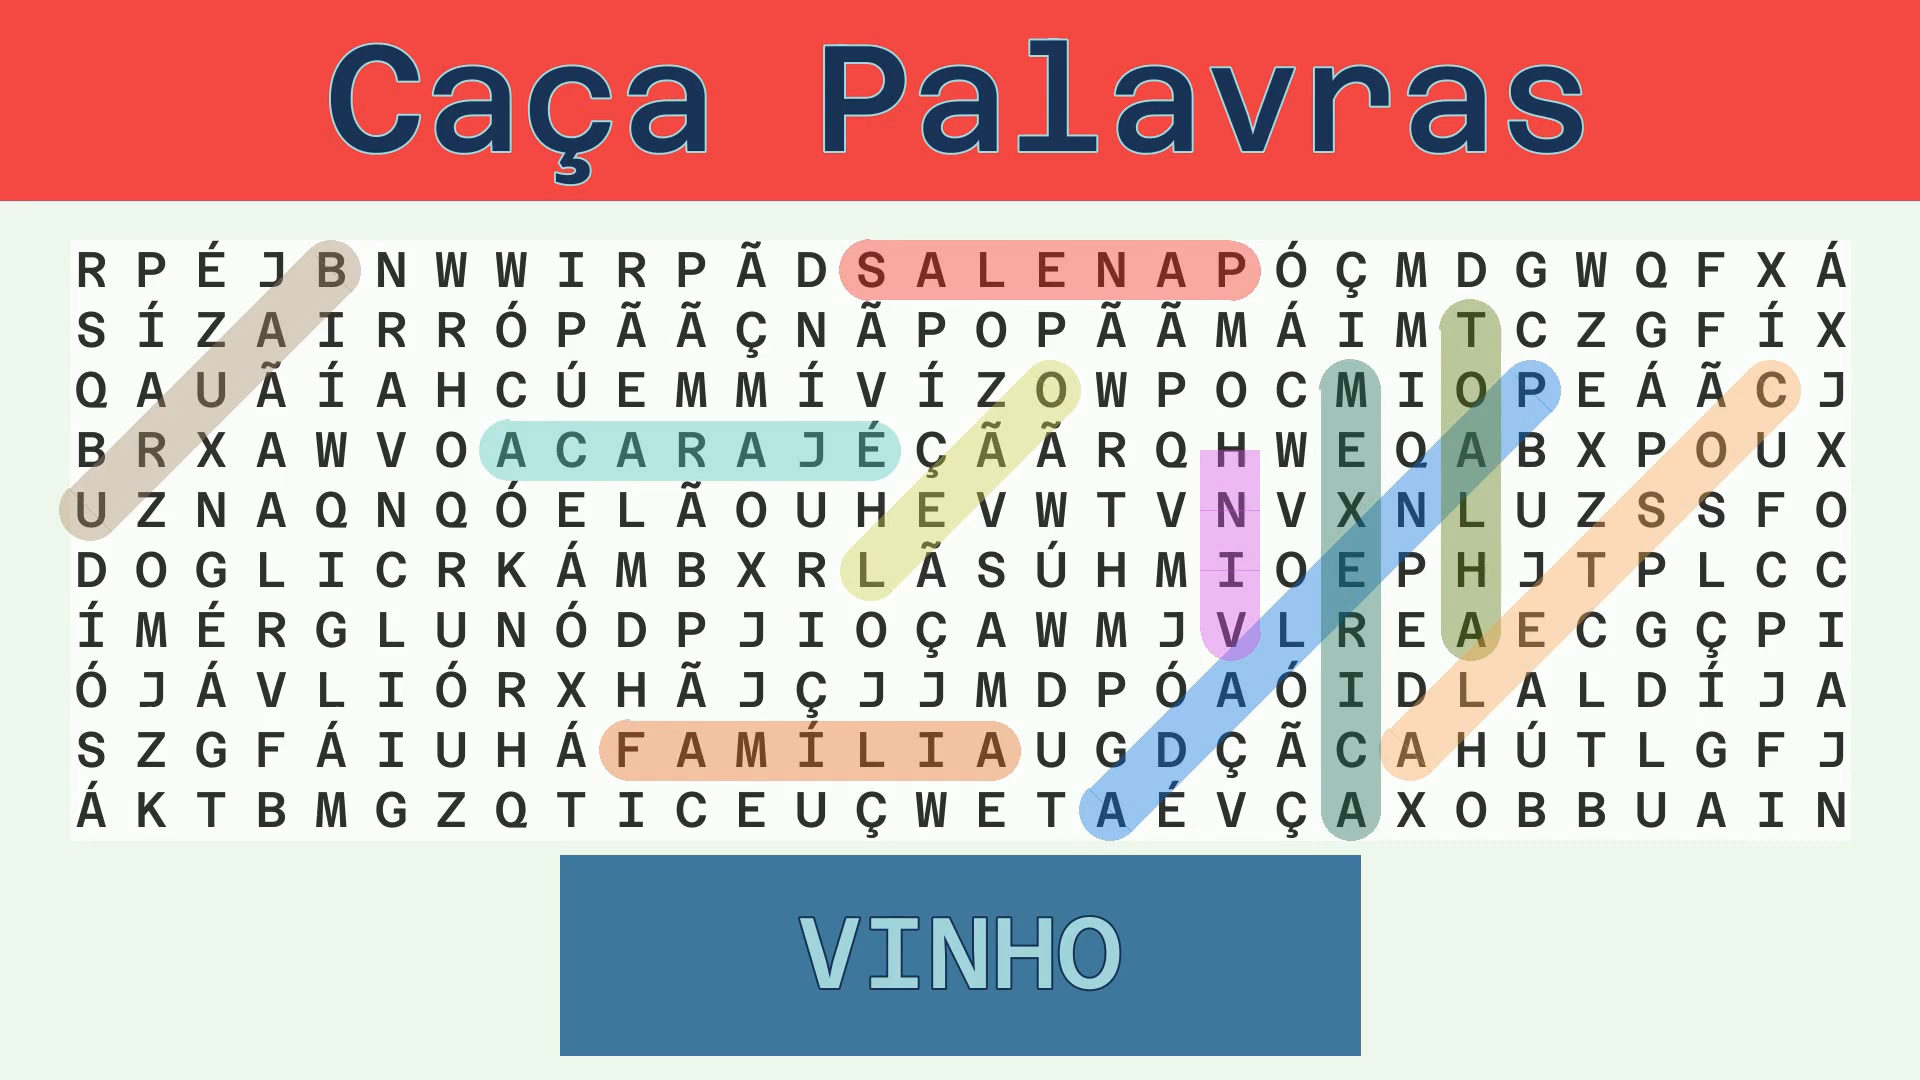 Caça Palavras
R P É J B N W W I R P Ã D S A L E N A P Ó Ç M D G W Q F X Á
S Í Z A I R R Ó P Ã Ã Ç N Ã P O P Ã Ã M Á I M T C Z G F Í X
Q A U Ã Í A H C Ú E M M Í V Í Z O W P O C M I O P E Á Ã C J
B R X A W V O A C A R A J É Ç Ã Ã R Q H W E Q A B X P O U X
U Z N A Q N Q Ó E L Ã O U H E V W T V N V X N L U Z S S F O
D O G L I C R K Á M B X R L Ã S Ú H M I O E P H J T P L C C
Í M É R G L U N Ó D P J I O Ç A W M J V L R E A E C G Ç P I
Ó J Á V L I Ó R X H Ã J Ç J J M D P Ó A Ó I D L A L D Í J A
S Z G F Á I U H Á F A M Í L I A U G D Ç Ã C A H Ú T L G F J
Á K T B M G Z Q T I C E U Ç W E T A É V Ç A X O B B U A I N
VINHO